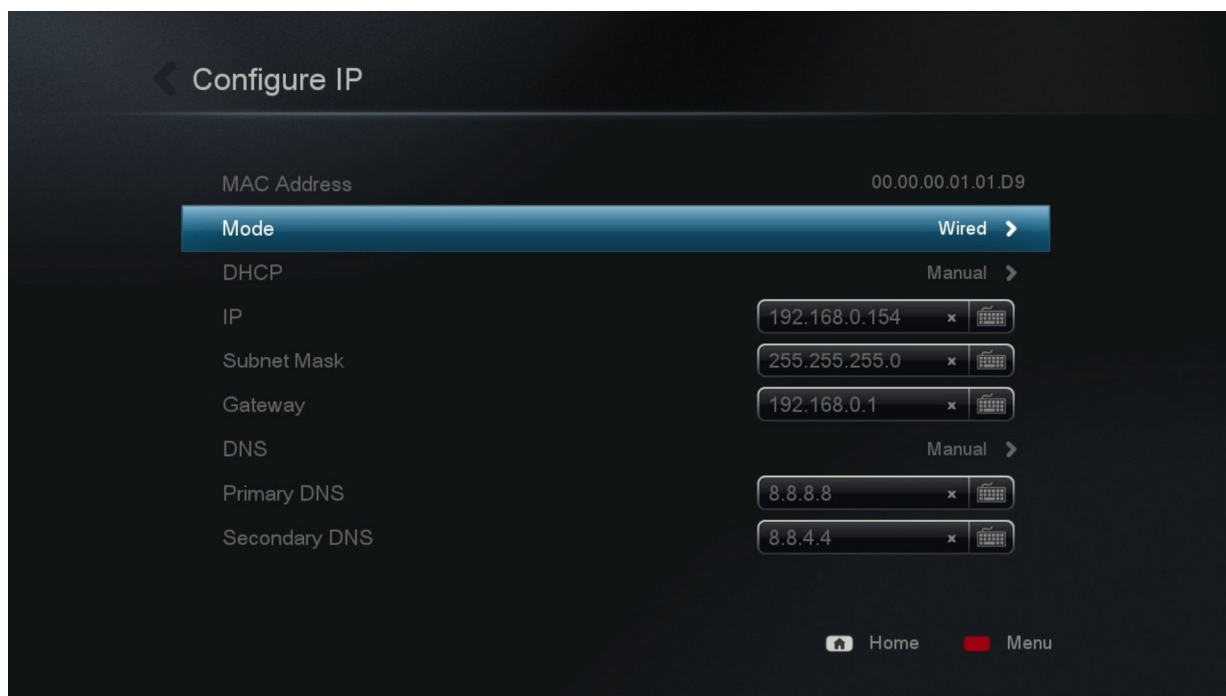 Configure IP
MAC Address 00.00.00.01.01.D9
Mode Wired
DHCP Manual
IP 192.168.0.154
Subnet Mask 255.255.255.0
Gateway 192.168.0.1
DNS Manual
Primary DNS 8.8.8.8
Secondary DNS 8.8.4.4
Home Menu